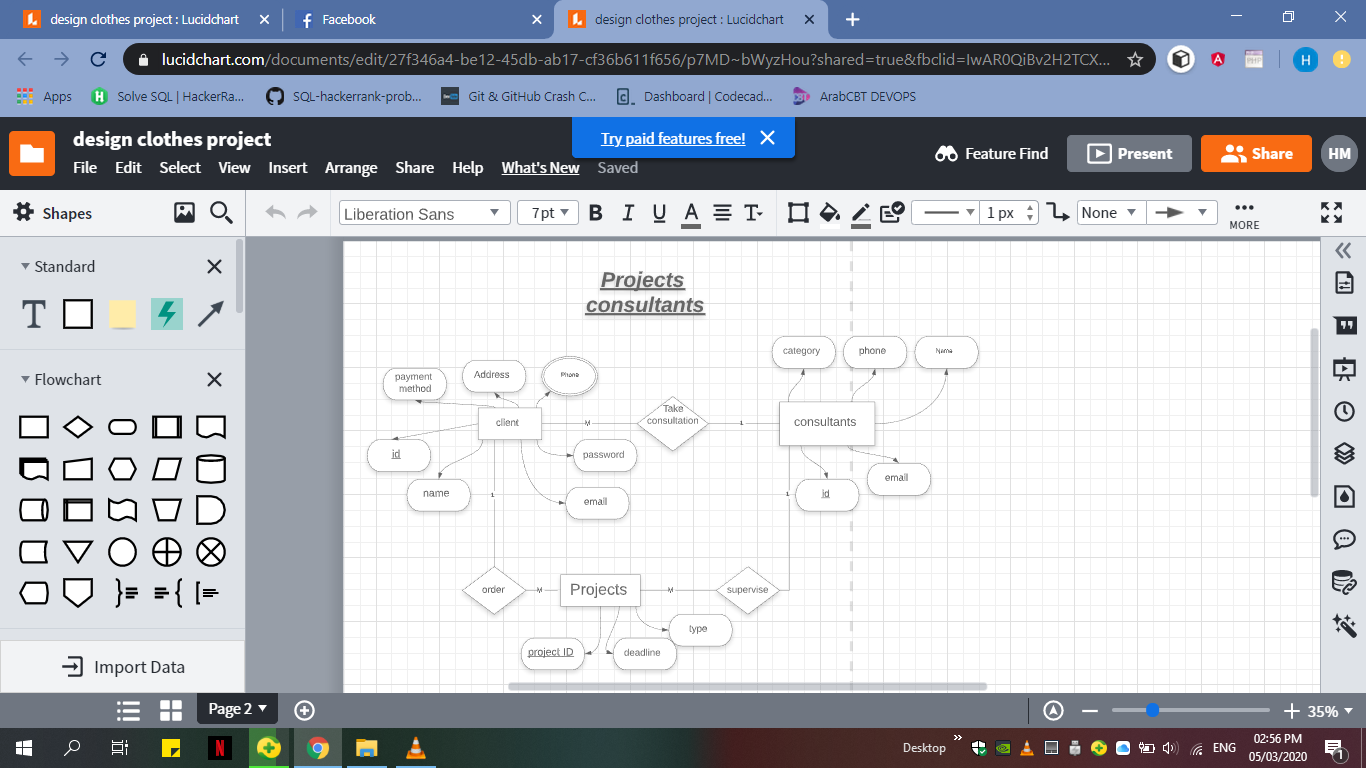 design clothes project : Lucidchart
Facebook
design clothes project : Lucidchart
lucidchart.com/documents/edit/27f346a4-be12-45db-ab17-cf36b611f656/p7MD~bWyzHou?shared=true&fbclid=IwAR0QiBv2H2TCX...
H
Apps
Solve SQL | HackerRa...
SQL-hackerrank-prob...
Git & GitHub Crash C...
Dashboard | Codecad...
ArabCBT DEVOPS
design clothes project
Try paid features free!
File Edit Select View Insert Arrange Share Help What's New Saved
Feature Find
Present
Share
HM
Shapes
Liberation Sans
7pt
B I U A T
1 px
None
MORE
Standard
T
Flowchart
Import Data
Projects
consultants
payment
method
Address
Phone
client
id
name
password
email
M
Take
consultation
1
category
phone
Name
consultants
id
email
1
1
order
M
Projects
M
supervise
project ID
deadline
type
Page 2
35%
Desktop
ENG
02:56 PM
05/03/2020
1